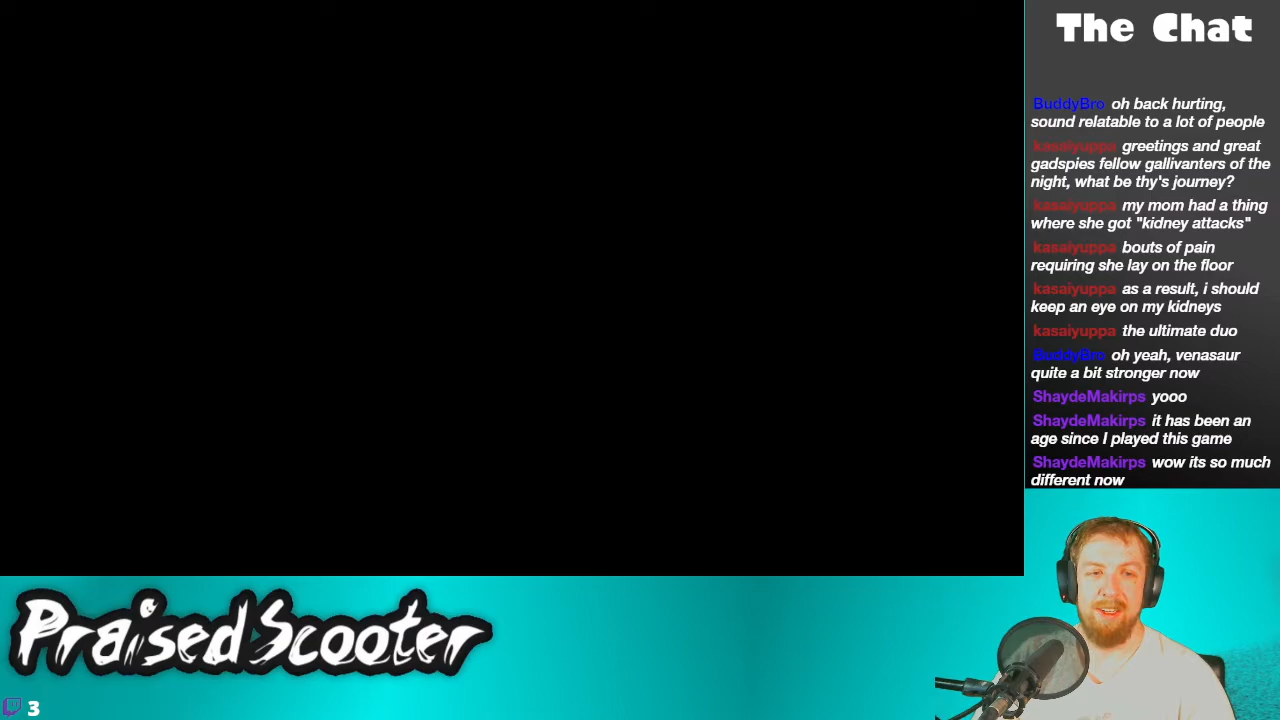 The Chat
BuddyBro oh back hurting,
sound relatable to a lot of people
kasaiyuppa greetings and great
gadspies fellow gallivanters of the
night, what be thy's journey?
kasaiyuppa my mom had a thing
where she got "kidney attacks"
kasaiyuppa bouts of pain
requiring she lay on the floor
kasaiyuppa as a result, i should
keep an eye on my kidneys
kasaiyuppa the ultimate duo
BuddyBro oh yeah, venasaur
quite a bit stronger now
ShaydeMakirps yooo
ShaydeMakirps it has been an
age since I played this game
ShaydeMakirps wow its so much
different now
PraisedScooter
3